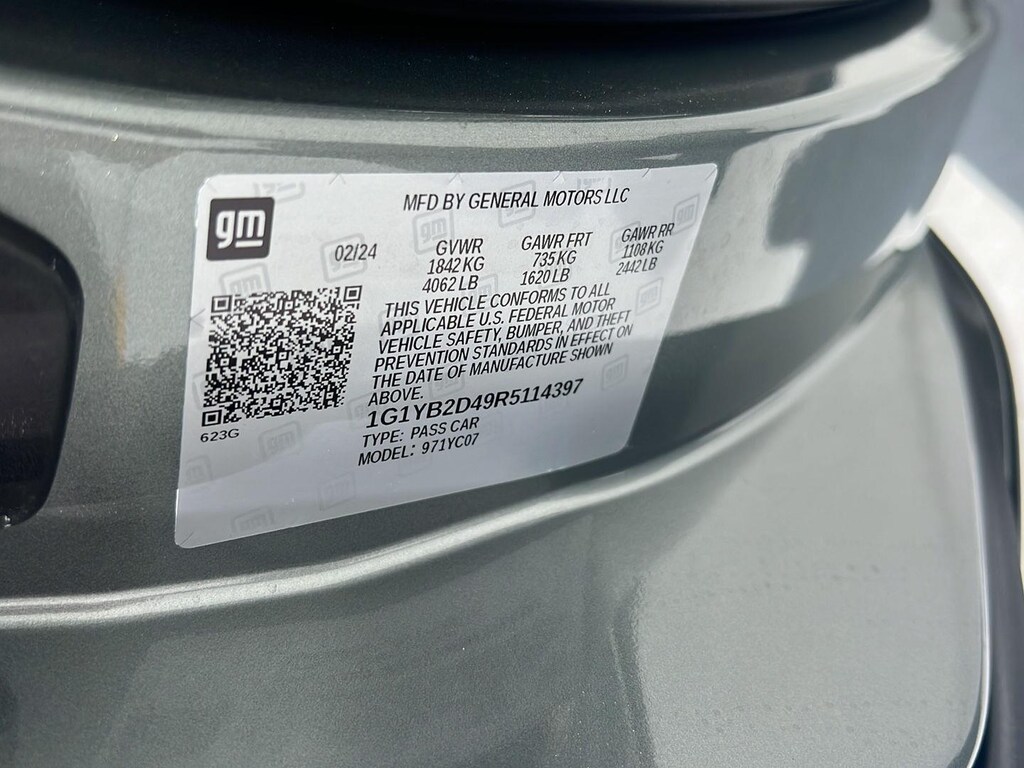 gm
MFD BY GENERAL MOTORS LLC
02/24
GVWR
1842 KG
4062 LB
GAWR FRT
735 KG
1620 LB
GAWR RR
1108 KG
2442 LB
THIS VEHICLE CONFORMS TO ALL
APPLICABLE U.S. FEDERAL MOTOR
VEHICLE SAFETY, BUMPER, AND THEFT
PREVENTION STANDARDS IN EFFECT ON
THE DATE OF MANUFACTURE SHOWN
ABOVE.
1G1YB2D49R5114397
TYPE: PASS CAR
MODEL: 971YC07
623G